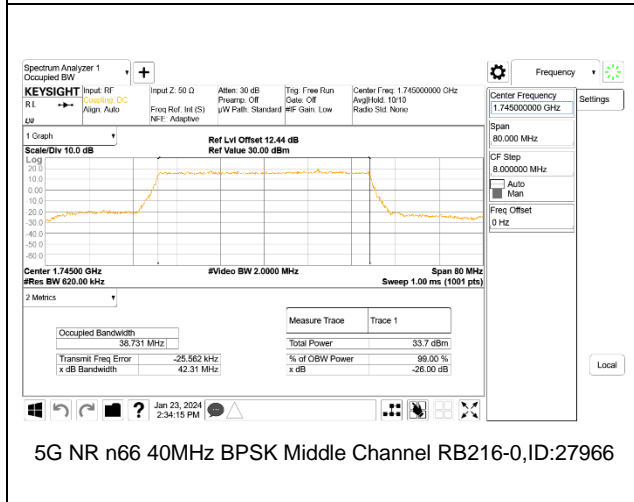 Spectrum Analyzer 1
Occupied BW
+
Frequency
KEYSIGHT
Input: RF
Input Z: 50 Ω
Atten: 30 dB
Trig: Free Run
Center Freq: 1.745000000 GHz
RL
Coupling: DC
Preamp: Off
Gate: Off
Avg|Hold: 10/10
Align: Auto
Freq Ref: Int (S)
µW Path: Standard
#IF Gain: Low
Radio Std: None
NFE: Adaptive
Center Frequency
1.745000000 GHz
Settings
Span
80.000 MHz
CF Step
8.000000 MHz
Auto
Man
Freq Offset
0 Hz
1 Graph
Ref Lvl Offset 12.44 dB
Scale/Div 10.0 dB
Ref Value 30.00 dBm
Log
20.0
10.0
0.00
-10.0
-20.0
-30.0
-40.0
-50.0
-60.0
Center 1.74500 GHz
#Video BW 2.0000 MHz
Span 80 MHz
#Res BW 620.00 kHz
Sweep 1.00 ms (1001 pts)
2 Metrics
Measure Trace
Trace 1
Occupied Bandwidth
38.731 MHz
Total Power
33.7 dBm
Transmit Freq Error
-25.562 kHz
% of OBW Power
99.00 %
x dB Bandwidth
42.31 MHz
x dB
-26.00 dB
Local
?
Jan 23, 2024
2:34:15 PM
5G NR n66 40MHz BPSK Middle Channel RB216-0,ID:27966